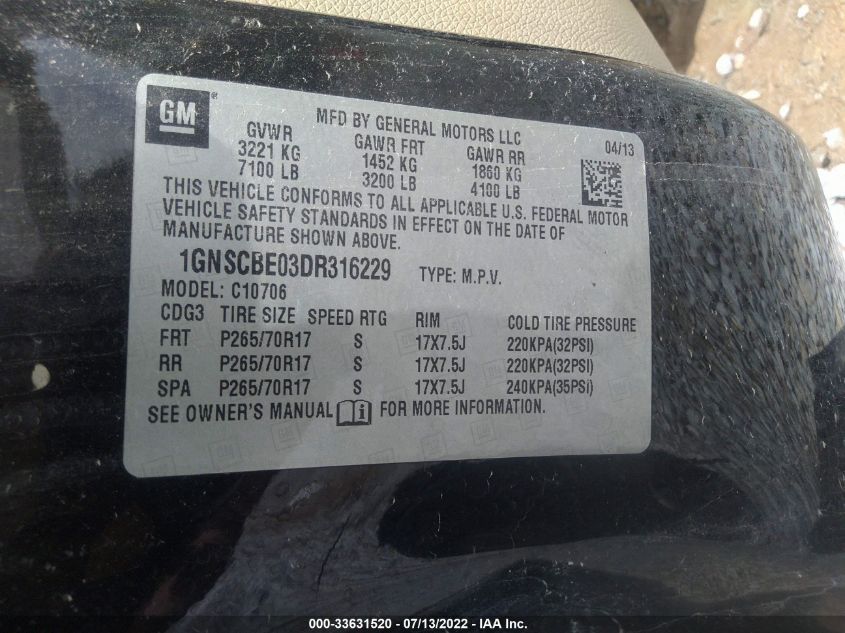 GM
MFD BY GENERAL MOTORS LLC
04/13
GVWR GAWR FRT GAWR RR
3221 KG 1452 KG 1860 KG
7100 LB 3200 LB 4100 LB
THIS VEHICLE CONFORMS TO ALL APPLICABLE U.S. FEDERAL MOTOR
VEHICLE SAFETY STANDARDS IN EFFECT ON THE DATE OF
MANUFACTURE SHOWN ABOVE.
1GNSCBE03DR316229 TYPE: M.P.V.
MODEL: C10706
CDG3 TIRE SIZE SPEED RTG RIM COLD TIRE PRESSURE
FRT P265/70R17 S 17X7.5J 220KPA(32PSI)
RR P265/70R17 S 17X7.5J 220KPA(32PSI)
SPA P265/70R17 S 17X7.5J 240KPA(35PSI)
SEE OWNER'S MANUAL FOR MORE INFORMATION.
000-33631520 - 07/13/2022 - IAAI - Copart - FOR.